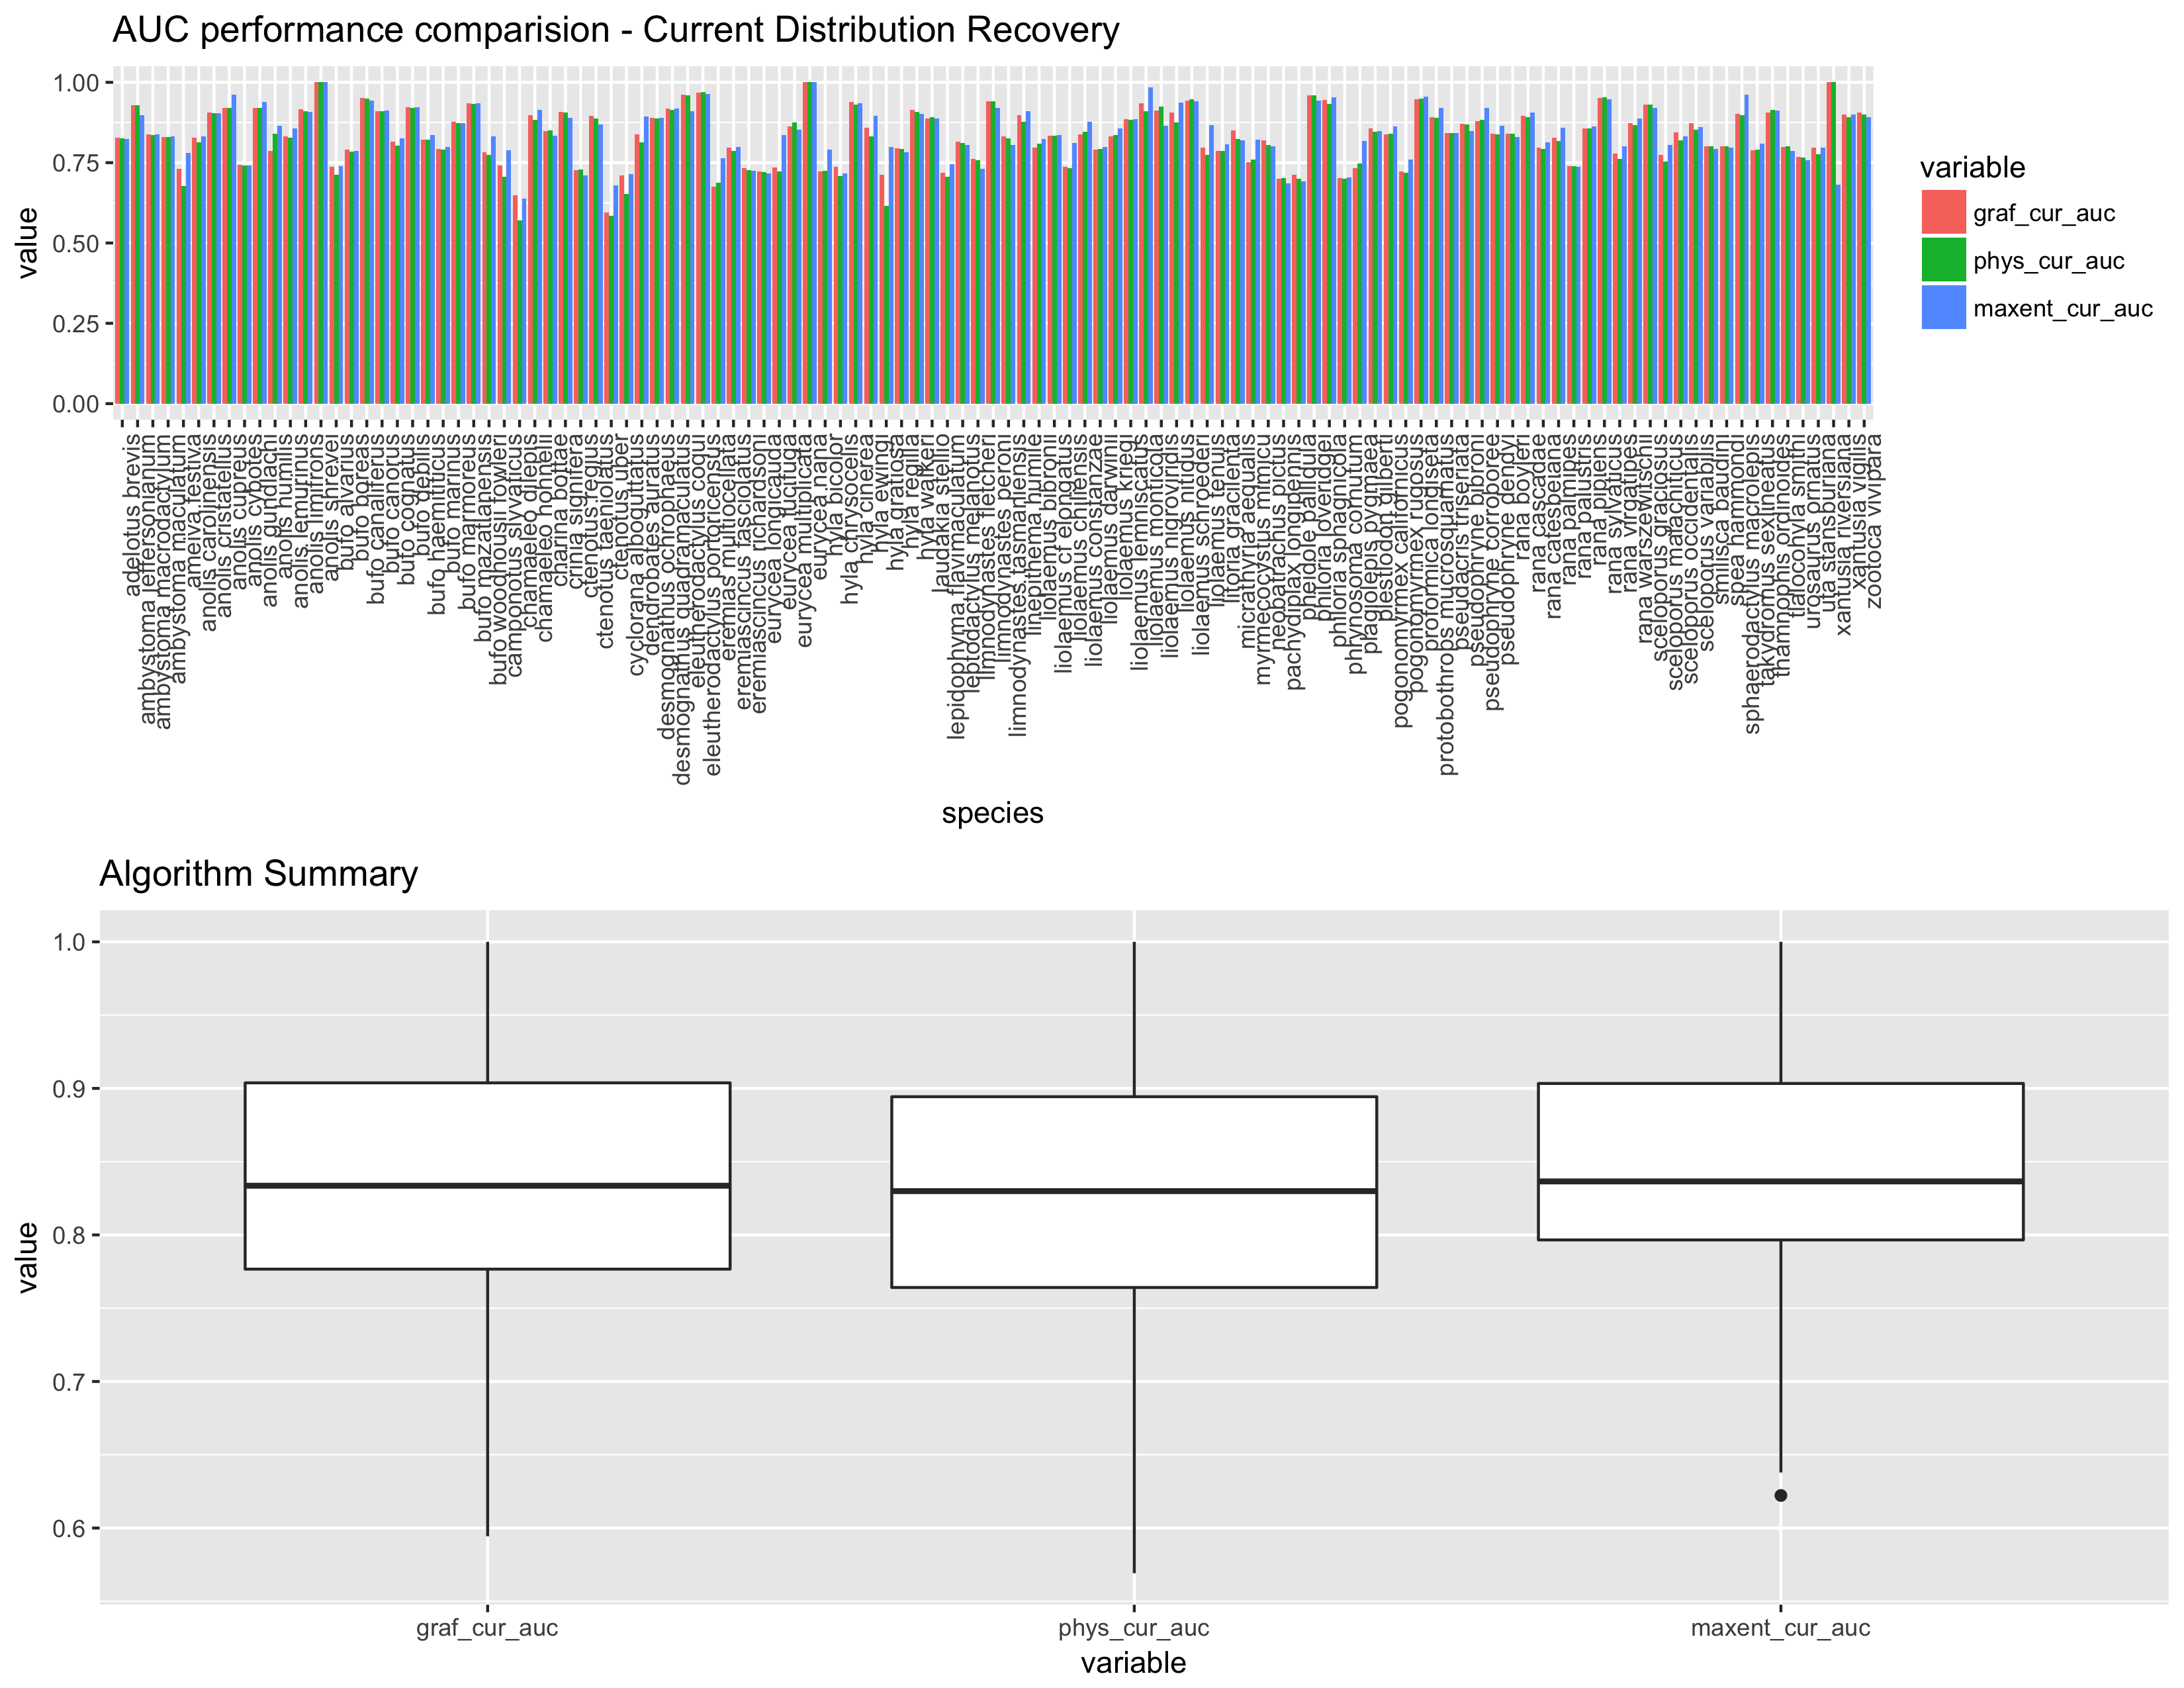 AUC performance comparision - Current Distribution Recovery
value
1.00
0.75
0.50
0.25
0.00
variable
graf_cur_auc
phys_cur_auc
maxent_cur_auc
adelotus brevis
ambystoma jeffersonianum
ambystoma macrodactylum
ambystoma maculatum
ameiva festiva
anolis carolinensis
anolis cristatellus
anolis cupreus
anolis cybotes
anolis gundlachi
anolis humilis
anolis lemurinus
anolis limifrons
anolis shrevei
bufo alvarius
bufo boreas
bufo canaliferus
bufo canorus
bufo cognatus
bufo debilis
bufo haematiticus
bufo marinus
bufo marmoreus
bufo mazatlanensis
bufo woodhousii fowleri
camponotus slyvaticus
chamaeleo dilepis
chamaeleo hohnelii
charina bottae
crinia signifera
ctenotus regius
ctenotus taeniolatus
ctenotus uber
cyclorana alboguttatus
dendrobates auratus
desmognathus ochrophaeus
desmognathus quadramaculatus
eleutherodactylus coqui
eleutherodactylus portoricensus
eremias multiocellata
eremiascincus fasciolatus
eremiascincus richardsoni
eurycea longicauda
eurycea lucifuga
eurycea multiplicata
eurycea nana
hyla bicolor
hyla chrysocelis
hyla cinerea
hyla ewingi
hyla gratiosa
hyla regilla
hyla walkeri
laudakia stellio
lepidophyma flavimaculatum
leptodactylus melanotus
limnodynastes fletcheri
limnodynastes peroni
limnodynastes tasmaniensis
linepithema humile
liolaemus bibronii
liolaemus cf elongatus
liolaemus chiliensis
liolaemus constanzae
liolaemus darwinii
liolaemus kriegi
liolaemus lemniscatus
liolaemus monticola
liolaemus nigroviridis
liolaemus nitidus
liolaemus schroederi
liolaemus tenuis
litoria gracilenta
micrathyria aequalis
myrmecocystus mimicu
neobatrachus pictus
pachydiplax longipennis
pheidole pallidula
philoria loveridgei
philoria sphagnicola
phrynosoma cornutum
plagiolepis pygmaea
plestiodon gilberti
pogonomyrmex californicus
pogonomyrmex rugosus
proformica longiseta
protobothrops mucrosquamatus
pseudacris triseriata
pseudophryne bibroni
pseudophryne corroboree
pseudophryne dendyi
rana boylei
rana cascadae
rana catesbeiana
rana palmipes
rana palustris
rana pipiens
rana sylvaticus
rana virgatipes
rana warszewitschii
sceloporus graciosus
sceloporus malachiticus
sceloporus occidentalis
sceloporus variabilis
smilisca baudini
spea hammondi
sphaerodactylus macrolepis
takydromus sexlineatus
thamnophis ordinoides
tlalocohyla smithi
urosaurus ornatus
uta stansburiana
xantusia riversiana
xantusia vigilis
zootoca vivipara
species
Algorithm Summary
value
1.0
0.9
0.8
0.7
0.6
graf_cur_auc
phys_cur_auc
maxent_cur_auc
variable